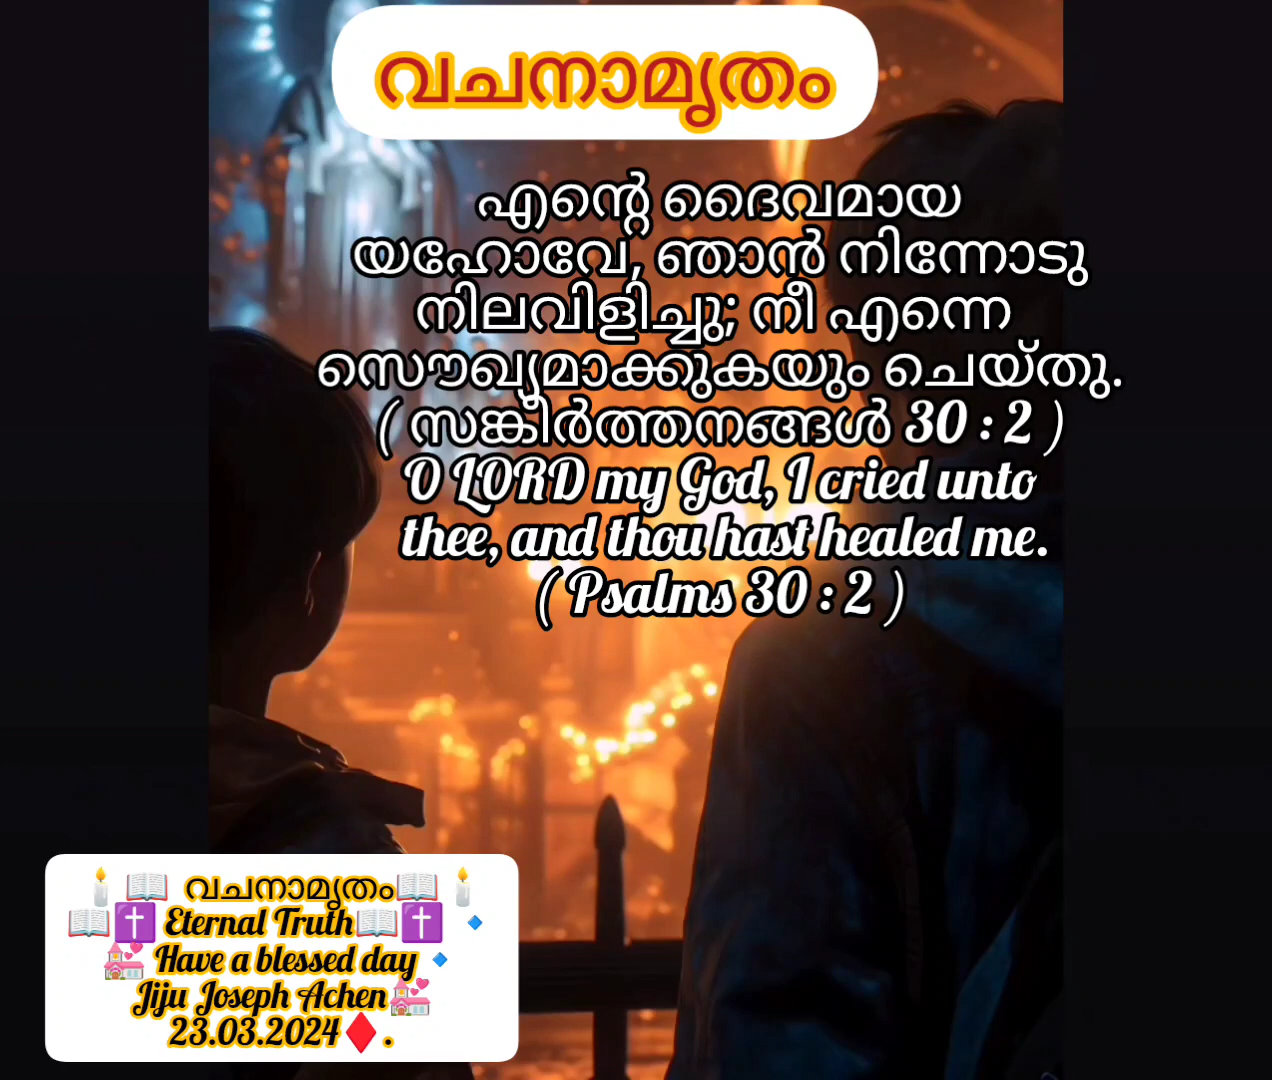 വചനാമൃതം
എന്റെ ദൈവമായ
യഹോവേ, ഞാൻ നിന്നോടു
നിലവിളിച്ചു; നീ എന്നെ
സൌഖ്യമാക്കുകയും ചെയ്തു.
( സങ്കീർത്തനങ്ങൾ 30 : 2 )
O LORD my God, I cried unto
thee, and thou hast healed me.
( Psalms 30 : 2 )
🕯️📖 വചനാമൃതം📖🕯️
📖✝️ Eternal Truth📖✝️ 🔹
💒 Have a blessed day 🔹
Jiju Joseph Achen💒
23.03.2024♦️.